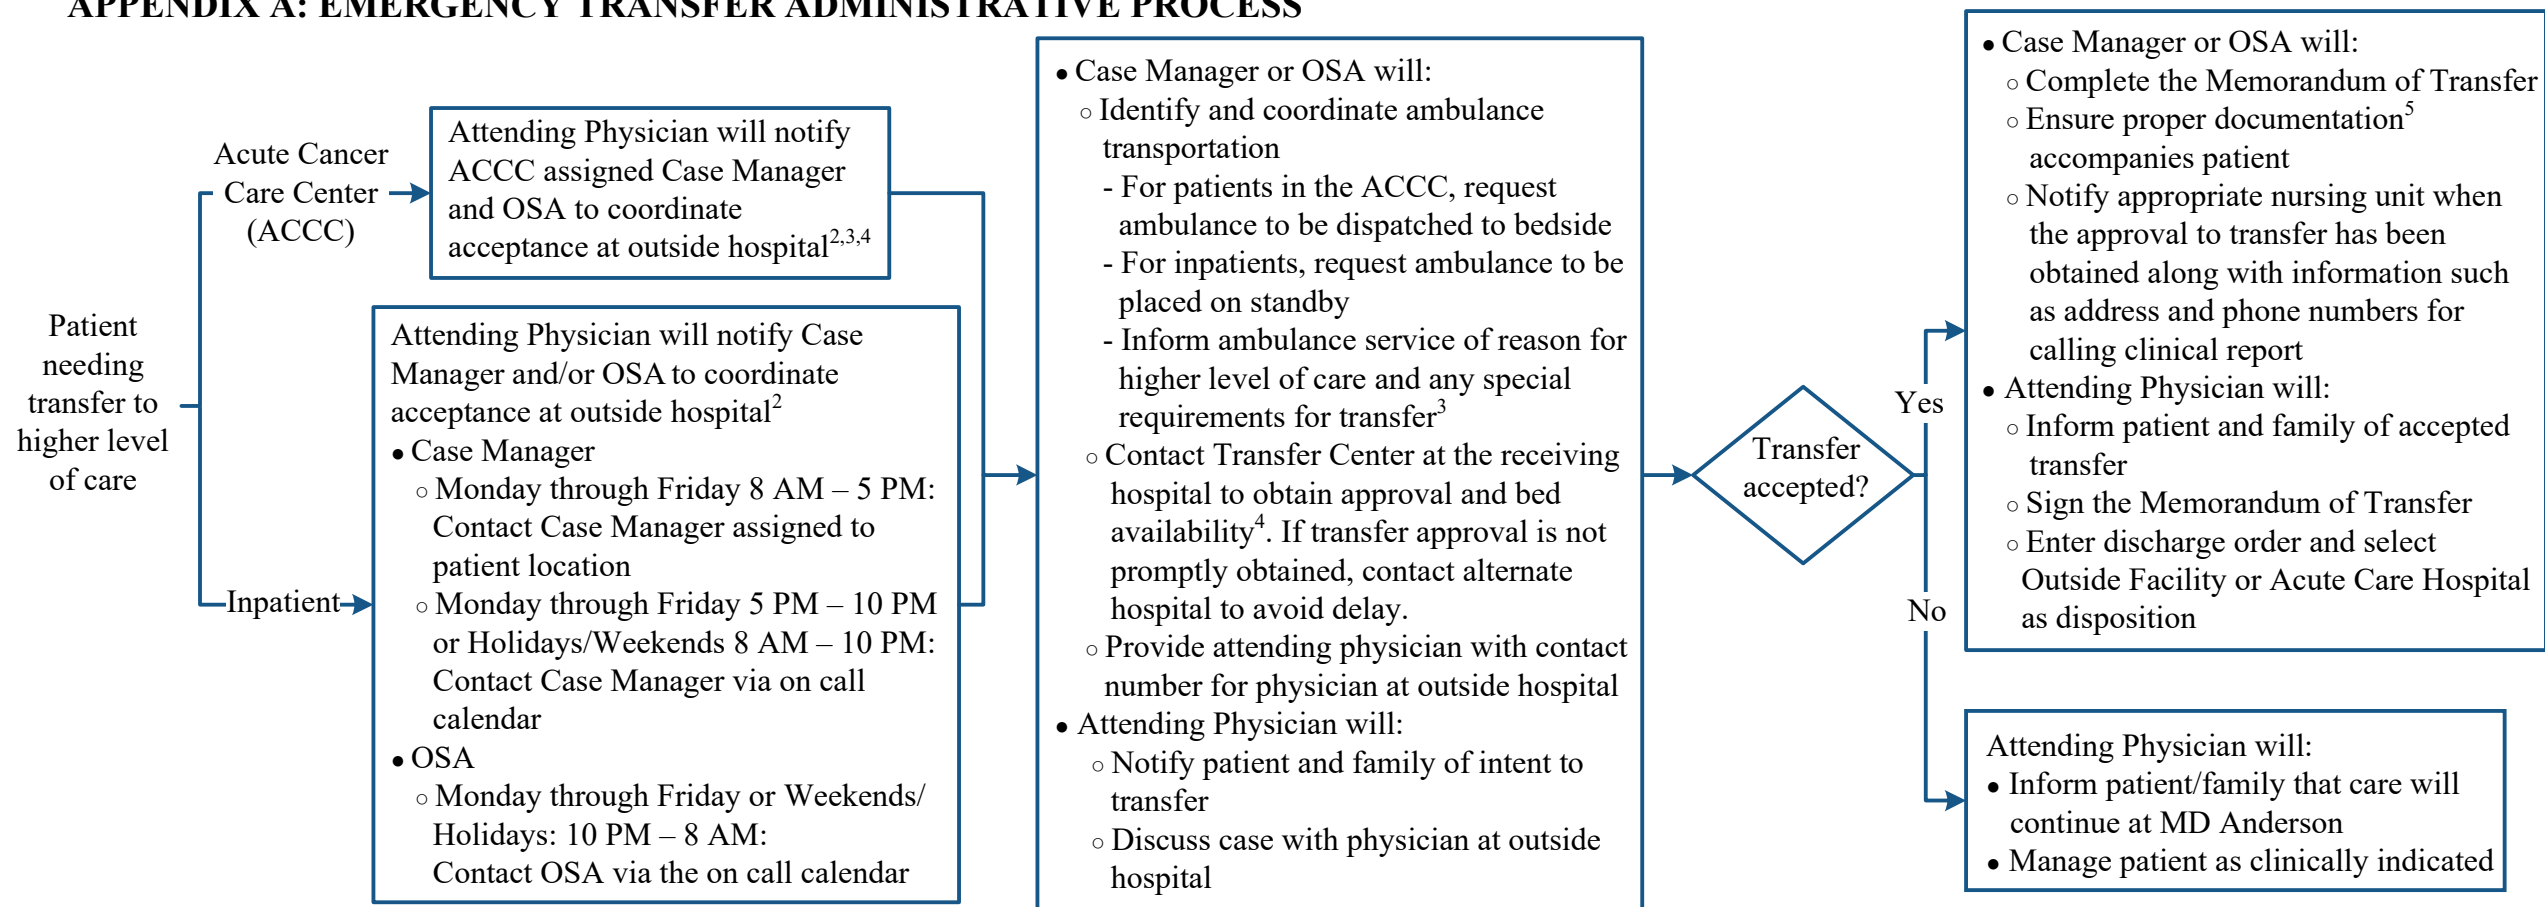 APPENDIX A: EMERGENCY TRANSFER ADMINISTRATIVE PROCESS
Patient
needing
transfer to
higher level
of care
Acute Cancer
Care Center
(ACCC)
Attending Physician will notify
ACCC assigned Case Manager
and OSA to coordinate
acceptance at outside hospital2,3,4
Inpatient
Attending Physician will notify Case
Manager and/or OSA to coordinate
acceptance at outside hospital2
• Case Manager
○ Monday through Friday 8 AM – 5 PM:
Contact Case Manager assigned to
patient location
○ Monday through Friday 5 PM – 10 PM
or Holidays/Weekends 8 AM – 10 PM:
Contact Case Manager via on call
calendar
• OSA
○ Monday through Friday or Weekends/
Holidays: 10 PM – 8 AM:
Contact OSA via the on call calendar
• Case Manager or OSA will:
○ Identify and coordinate ambulance
transportation
- For patients in the ACCC, request
ambulance to be dispatched to bedside
- For inpatients, request ambulance to be
placed on standby
- Inform ambulance service of reason for
higher level of care and any special
requirements for transfer3
○ Contact Transfer Center at the receiving
hospital to obtain approval and bed
availability4. If transfer approval is not
promptly obtained, contact alternate
hospital to avoid delay.
○ Provide attending physician with contact
number for physician at outside hospital
• Attending Physician will:
○ Notify patient and family of intent to
transfer
○ Discuss case with physician at outside
hospital
Transfer
accepted?
Yes
• Case Manager or OSA will:
○ Complete the Memorandum of Transfer
○ Ensure proper documentation5
accompanies patient
○ Notify appropriate nursing unit when
the approval to transfer has been
obtained along with information such
as address and phone numbers for
calling clinical report
• Attending Physician will:
○ Inform patient and family of accepted
transfer
○ Sign the Memorandum of Transfer
○ Enter discharge order and select
Outside Facility or Acute Care Hospital
as disposition
No
Attending Physician will:
• Inform patient/family that care will
continue at MD Anderson
• Manage patient as clinically indicated